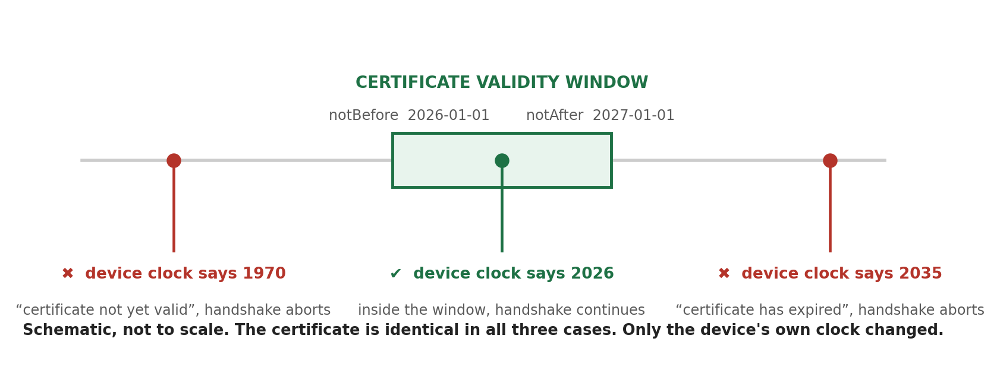 CERTIFICATE VALIDITY WINDOW
notBefore 2026-01-01 notAfter 2027-01-01
✖ device clock says 1970 ✔ device clock says 2026 ✖ device clock says 2035
“certificate not yet valid”, handshake aborts inside the window, handshake continues “certificate has expired”, handshake aborts
Schematic, not to scale. The certificate is identical in all three cases. Only the device's own clock changed.